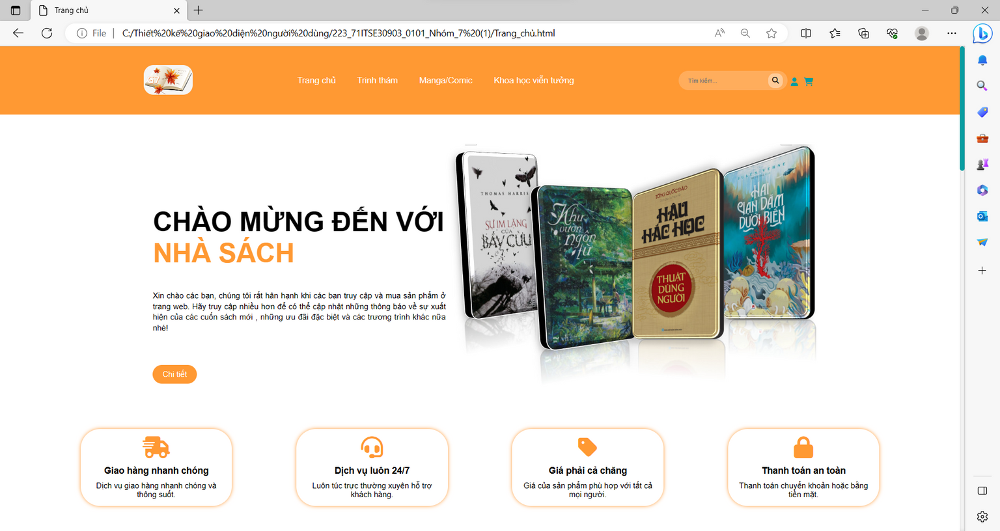 Trang chủ
File
C:/Thiết%20kế%20giao%20diện%20người%20dùng/223_71ITSE30903_0101_Nhóm_7%20(1)/Trang_chủ.html
G7
Trang chủ
Trinh thám
Manga/Comic
Khoa học viễn tưởng
Tìm kiếm...
CHÀO MỪNG ĐẾN VỚI
NHÀ SÁCH
Xin chào các bạn, chúng tôi rất hân hạnh khi các bạn truy cập và mua sản phẩm ở
trang web. Hãy truy cập nhiều hơn để có thể cập nhật những thông báo về sự xuất
hiện của các cuốn sách mới , những ưu đãi đặc biệt và các trương trình khác nữa
nhé!
Chi tiết
THOMAS HARRIS
SỰ IM LẶNG
CỦA
BẦY CỪU
Khu
vườn
ngôn
từ
vh
TÔNG QUỐC DẢO
HẬU
HẮC HỌC
THUẬT
DÙNG
NGƯỜI
JULES VERNE
HAI
VẠN DẶM
DƯỚI BIỂN
Giao hàng nhanh chóng
Dịch vụ giao hàng nhanh chóng và
thông suốt.
Dịch vụ luôn 24/7
Luôn túc trực thường xuyên hỗ trợ
khách hàng.
Giá phải cả chăng
Giá của sản phẩm phù hợp với tất cả
mọi người.
Thanh toán an toàn
Thanh toán chuyển khoản hoặc bằng
tiền mặt.